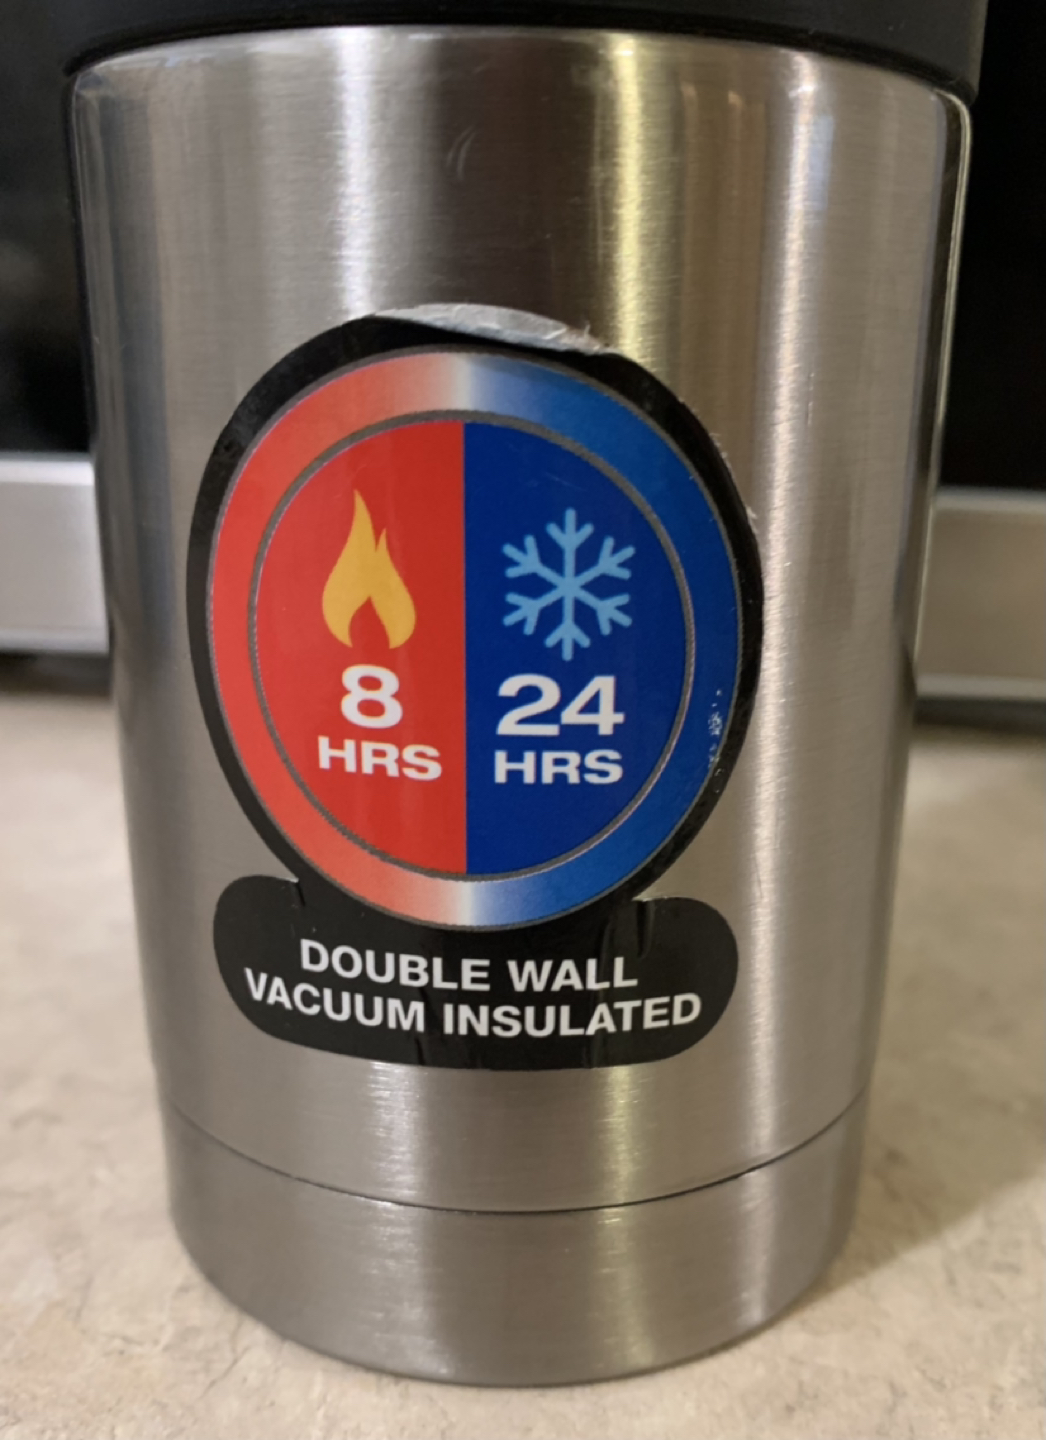 8
HRS
24
HRS
DOUBLE WALL
VACUUM INSULATED